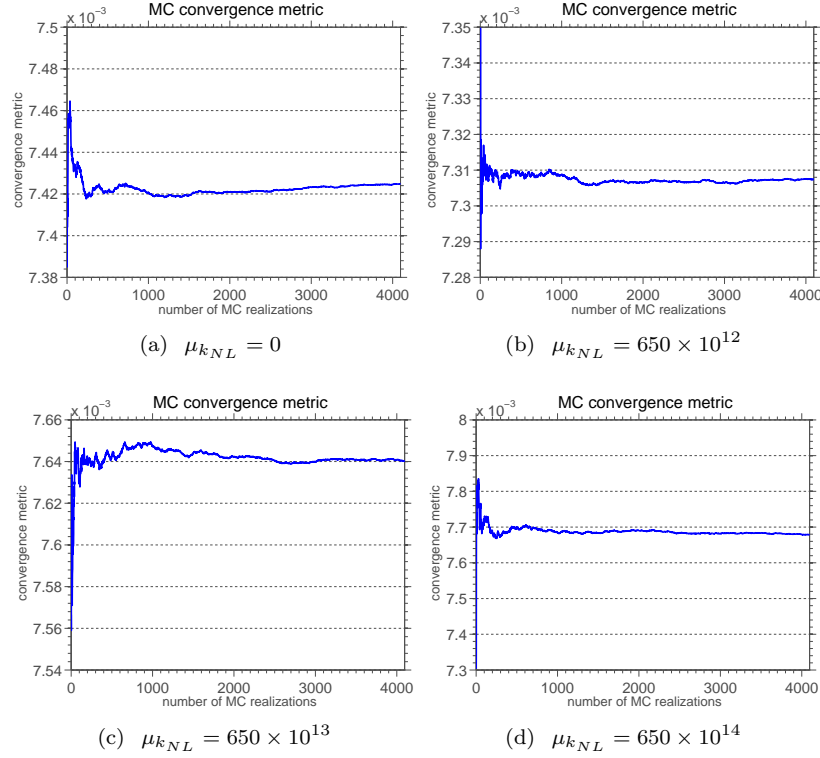 x 10⁻³
MC convergence metric
7.5
7.48
7.46
7.44
7.42
7.4
7.38
convergence metric
0 1000 2000 3000 4000
number of MC realizations
(a) μ_{k_{NL}} = 0
x 10⁻³
MC convergence metric
7.35
7.34
7.33
7.32
7.31
7.3
7.29
7.28
convergence metric
0 1000 2000 3000 4000
number of MC realizations
(b) μ_{k_{NL}} = 650 × 10¹²
x 10⁻³
MC convergence metric
7.66
7.64
7.62
7.6
7.58
7.56
7.54
convergence metric
0 1000 2000 3000 4000
number of MC realizations
(c) μ_{k_{NL}} = 650 × 10¹³
x 10⁻³
MC convergence metric
8
7.9
7.8
7.7
7.6
7.5
7.4
7.3
convergence metric
0 1000 2000 3000 4000
number of MC realizations
(d) μ_{k_{NL}} = 650 × 10¹⁴